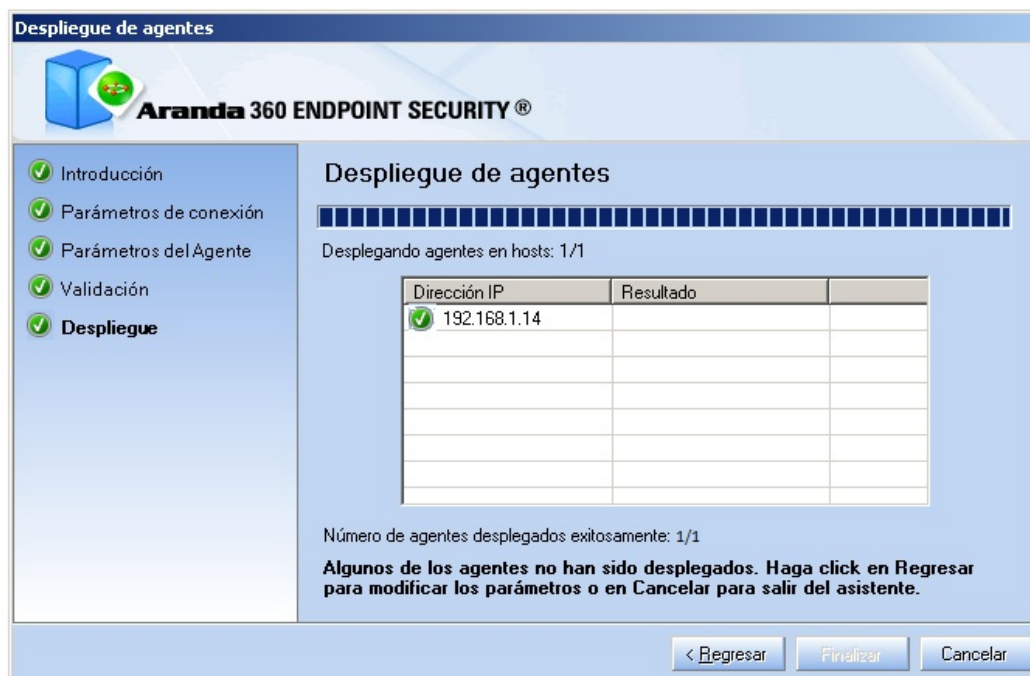 Despliegue de agentes
Aranda 360 ENDPOINT SECURITY ®
Introducción
Parámetros de conexión
Parámetros del Agente
Validación
Despliegue
Despliegue de agentes
Desplegando agentes en hosts: 1/1
Dirección IP Resultado
192.168.1.14
Número de agentes desplegados exitosamente: 1/1
Algunos de los agentes no han sido desplegados. Haga click en Regresar
para modificar los parámetros o en Cancelar para salir del asistente.
< Regresar Finalizar Cancelar